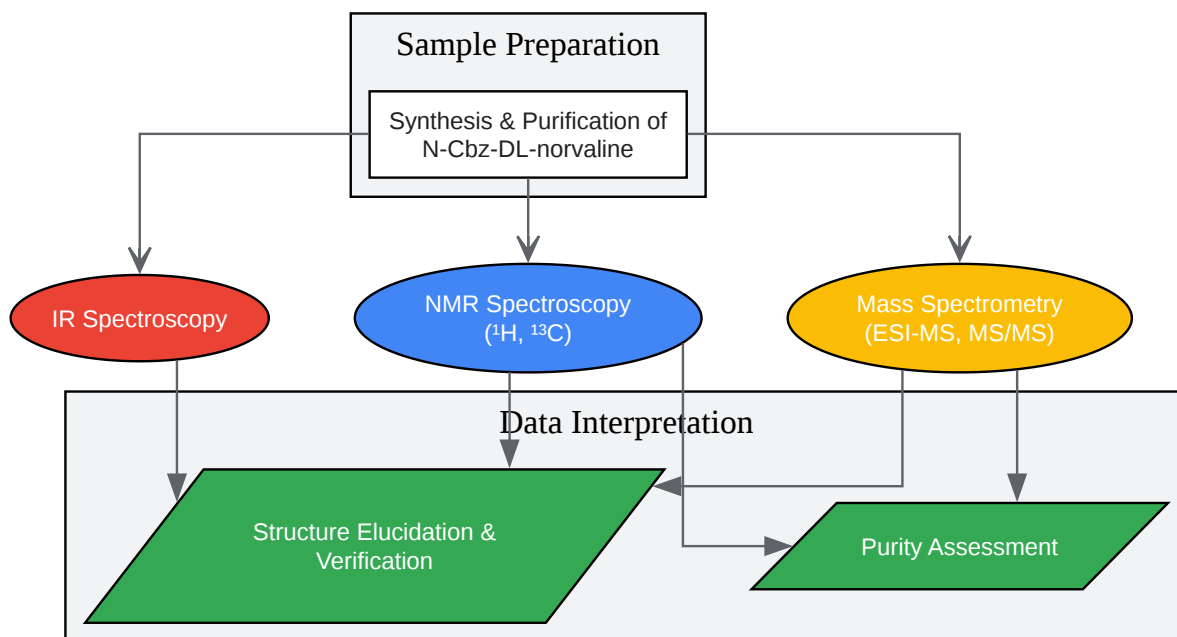 Sample Preparation
Synthesis & Purification of
N-Cbz-DL-norvaline
IR Spectroscopy
NMR Spectroscopy
(¹H, ¹³C)
Mass Spectrometry
(ESI-MS, MS/MS)
Data Interpretation
Structure Elucidation &
Verification
Purity Assessment